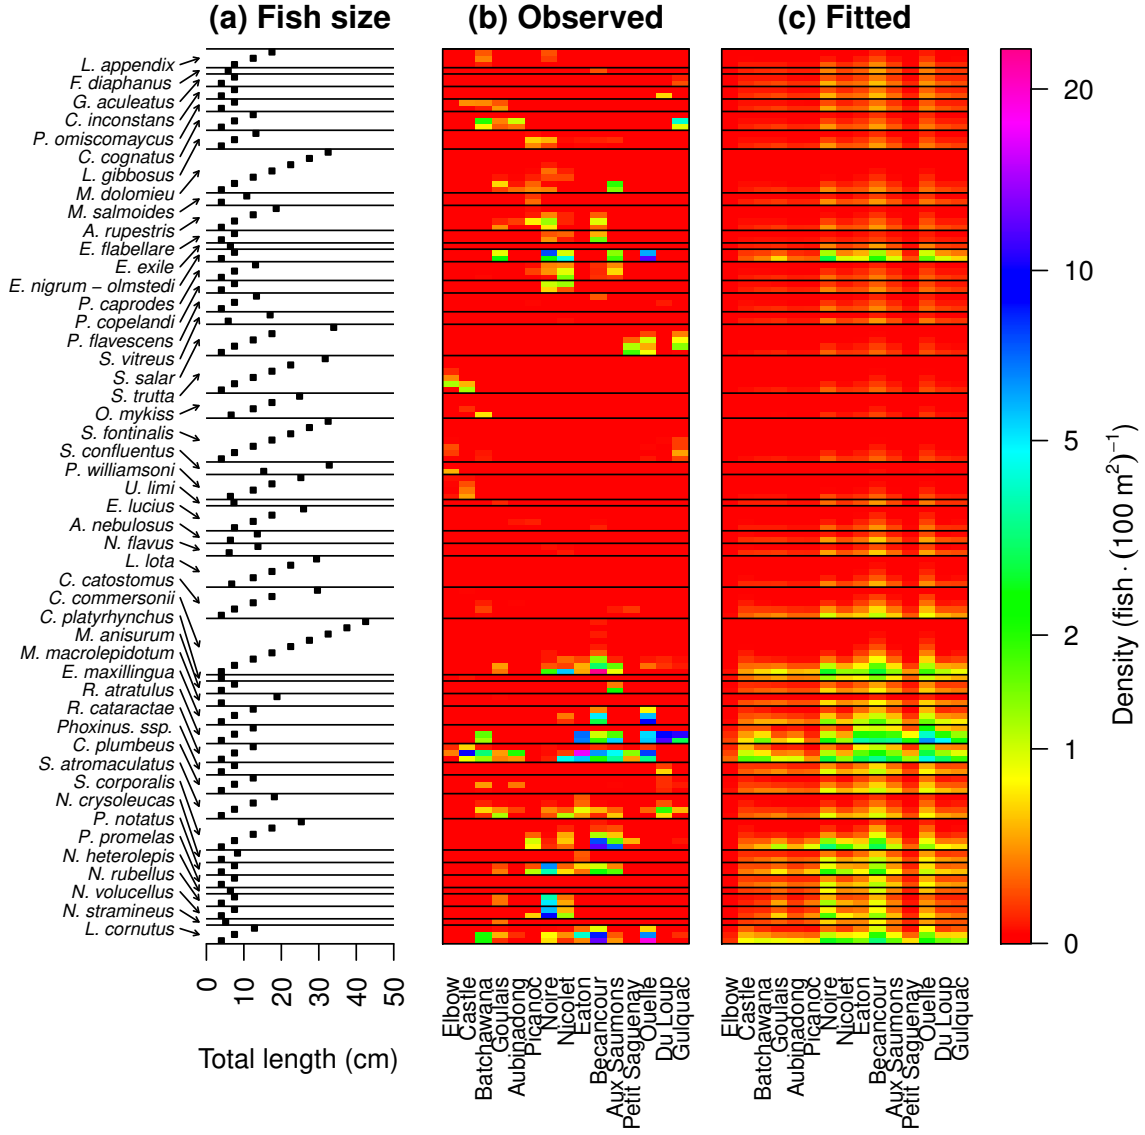 (a) Fish size
(b) Observed
(c) Fitted
L. appendix
F. diaphanus
G. aculeatus
C. inconstans
P. omiscomaycus
C. cognatus
L. gibbosus
M. dolomieu
M. salmoides
A. rupestris
E. flabellare
E. exile
E. nigrum − olmstedi
P. caprodes
P. copelandi
P. flavescens
S. vitreus
S. salar
S. trutta
O. mykiss
S. fontinalis
S. confluentus
P. williamsoni
U. limi
E. lucius
A. nebulosus
N. flavus
L. lota
C. catostomus
C. commersonii
C. platyrhynchus
M. anisurum
M. macrolepidotum
E. maxillingua
R. atratulus
R. cataractae
Phoxinus. ssp.
C. plumbeus
S. atromaculatus
S. corporalis
N. crysoleucas
P. notatus
P. promelas
N. heterolepis
N. rubellus
N. volucellus
N. stramineus
L. cornutus
0 10 20 30 40 50
Total length (cm)
Elbow
Castle
Batchawana
Goulais
Aubinadong
Picanoc
Noire
Nicolet
Eaton
Becancour
Aux Saumons
Petit Saguenay
Ouelle
Du Loup
Gulquac
Elbow
Castle
Batchawana
Goulais
Aubinadong
Picanoc
Noire
Nicolet
Eaton
Becancour
Aux Saumons
Petit Saguenay
Ouelle
Du Loup
Gulquac
20
10
5
2
1
0
Density (fish · (100 m²)⁻¹)